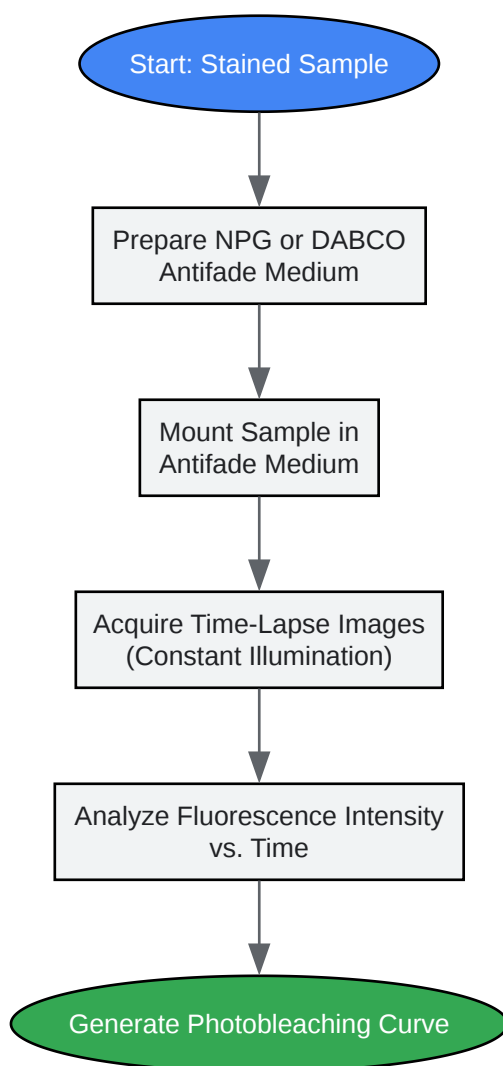 Start: Stained Sample
Prepare NPG or DABCO
Antifade Medium
Mount Sample in
Antifade Medium
Acquire Time-Lapse Images
(Constant Illumination)
Analyze Fluorescence Intensity
vs. Time
Generate Photobleaching Curve